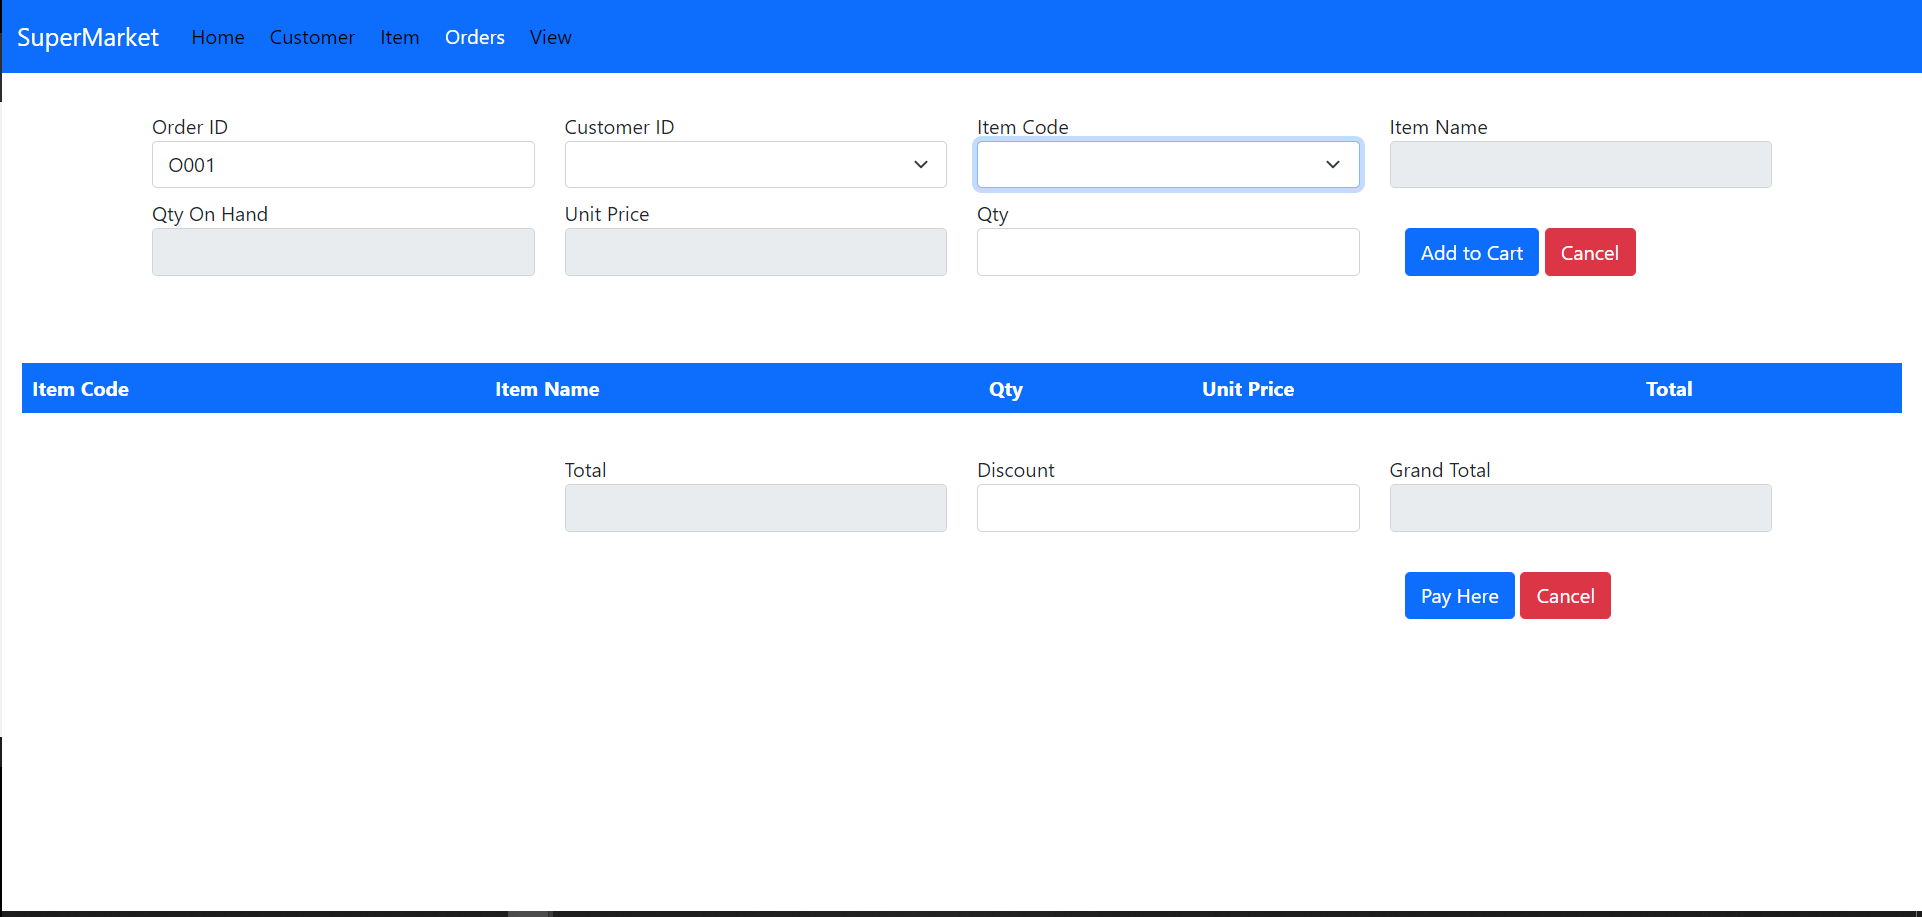 SuperMarket Home Customer Item Orders View
Order ID Customer ID Item Code Item Name
O001
Qty On Hand Unit Price Qty
Add to Cart Cancel
Item Code Item Name Qty Unit Price Total
Total Discount Grand Total
Pay Here Cancel